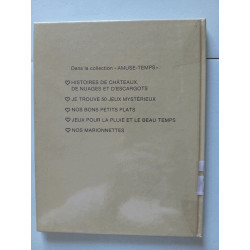 Dans la collection «AMUSE-TEMPS»
HISTOIRES DE CHATEAUX
DE NUAGES ET D'ESCARGOTS
JE TROUVE 50 JEUX MYSTÉRIEUX
NOS BONS PETITS PLATS
JEUX POUR LA PLUIE ET LE BEAU TEMPS
NOS MARIONNETTES